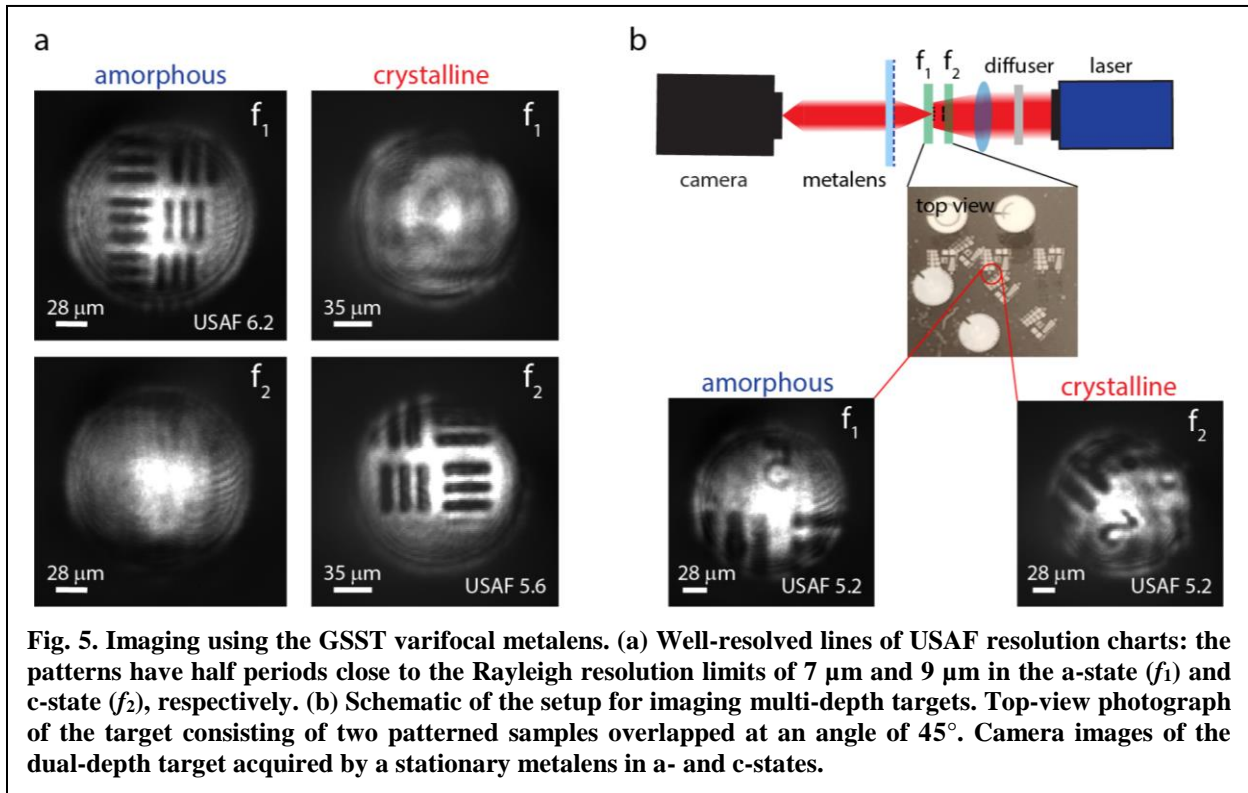 a
amorphous
crystalline
f1
28 µm
USAF 6.2
f1
35 µm
f2
28 µm
f2
35 µm
USAF 5.6
b
f1
f2
diffuser
laser
camera
metalens
top view
amorphous
crystalline
f1
28 µm
USAF 5.2
f2
28 µm
USAF 5.2
Fig. 5. Imaging using the GSST varifocal metalens. (a) Well-resolved lines of USAF resolution charts: the
patterns have half periods close to the Rayleigh resolution limits of 7 µm and 9 µm in the a-state (f1) and
c-state (f2), respectively. (b) Schematic of the setup for imaging multi-depth targets. Top-view photograph
of the target consisting of two patterned samples overlapped at an angle of 45°. Camera images of the
dual-depth target acquired by a stationary metalens in a- and c-states.